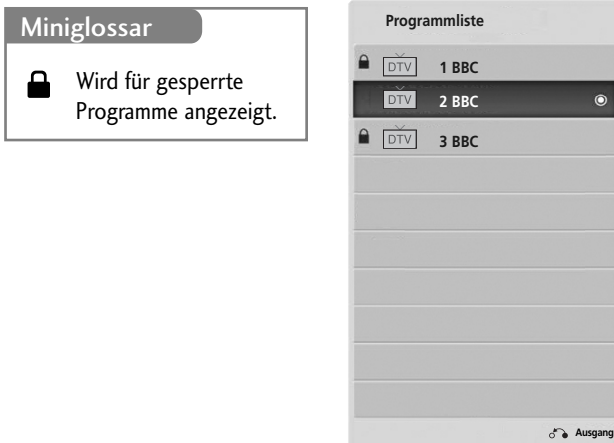 Miniglossar
Wird für gesperrte
Programme angezeigt.
Programmliste
DTV 1 BBC
DTV 2 BBC
DTV 3 BBC
Ausgang